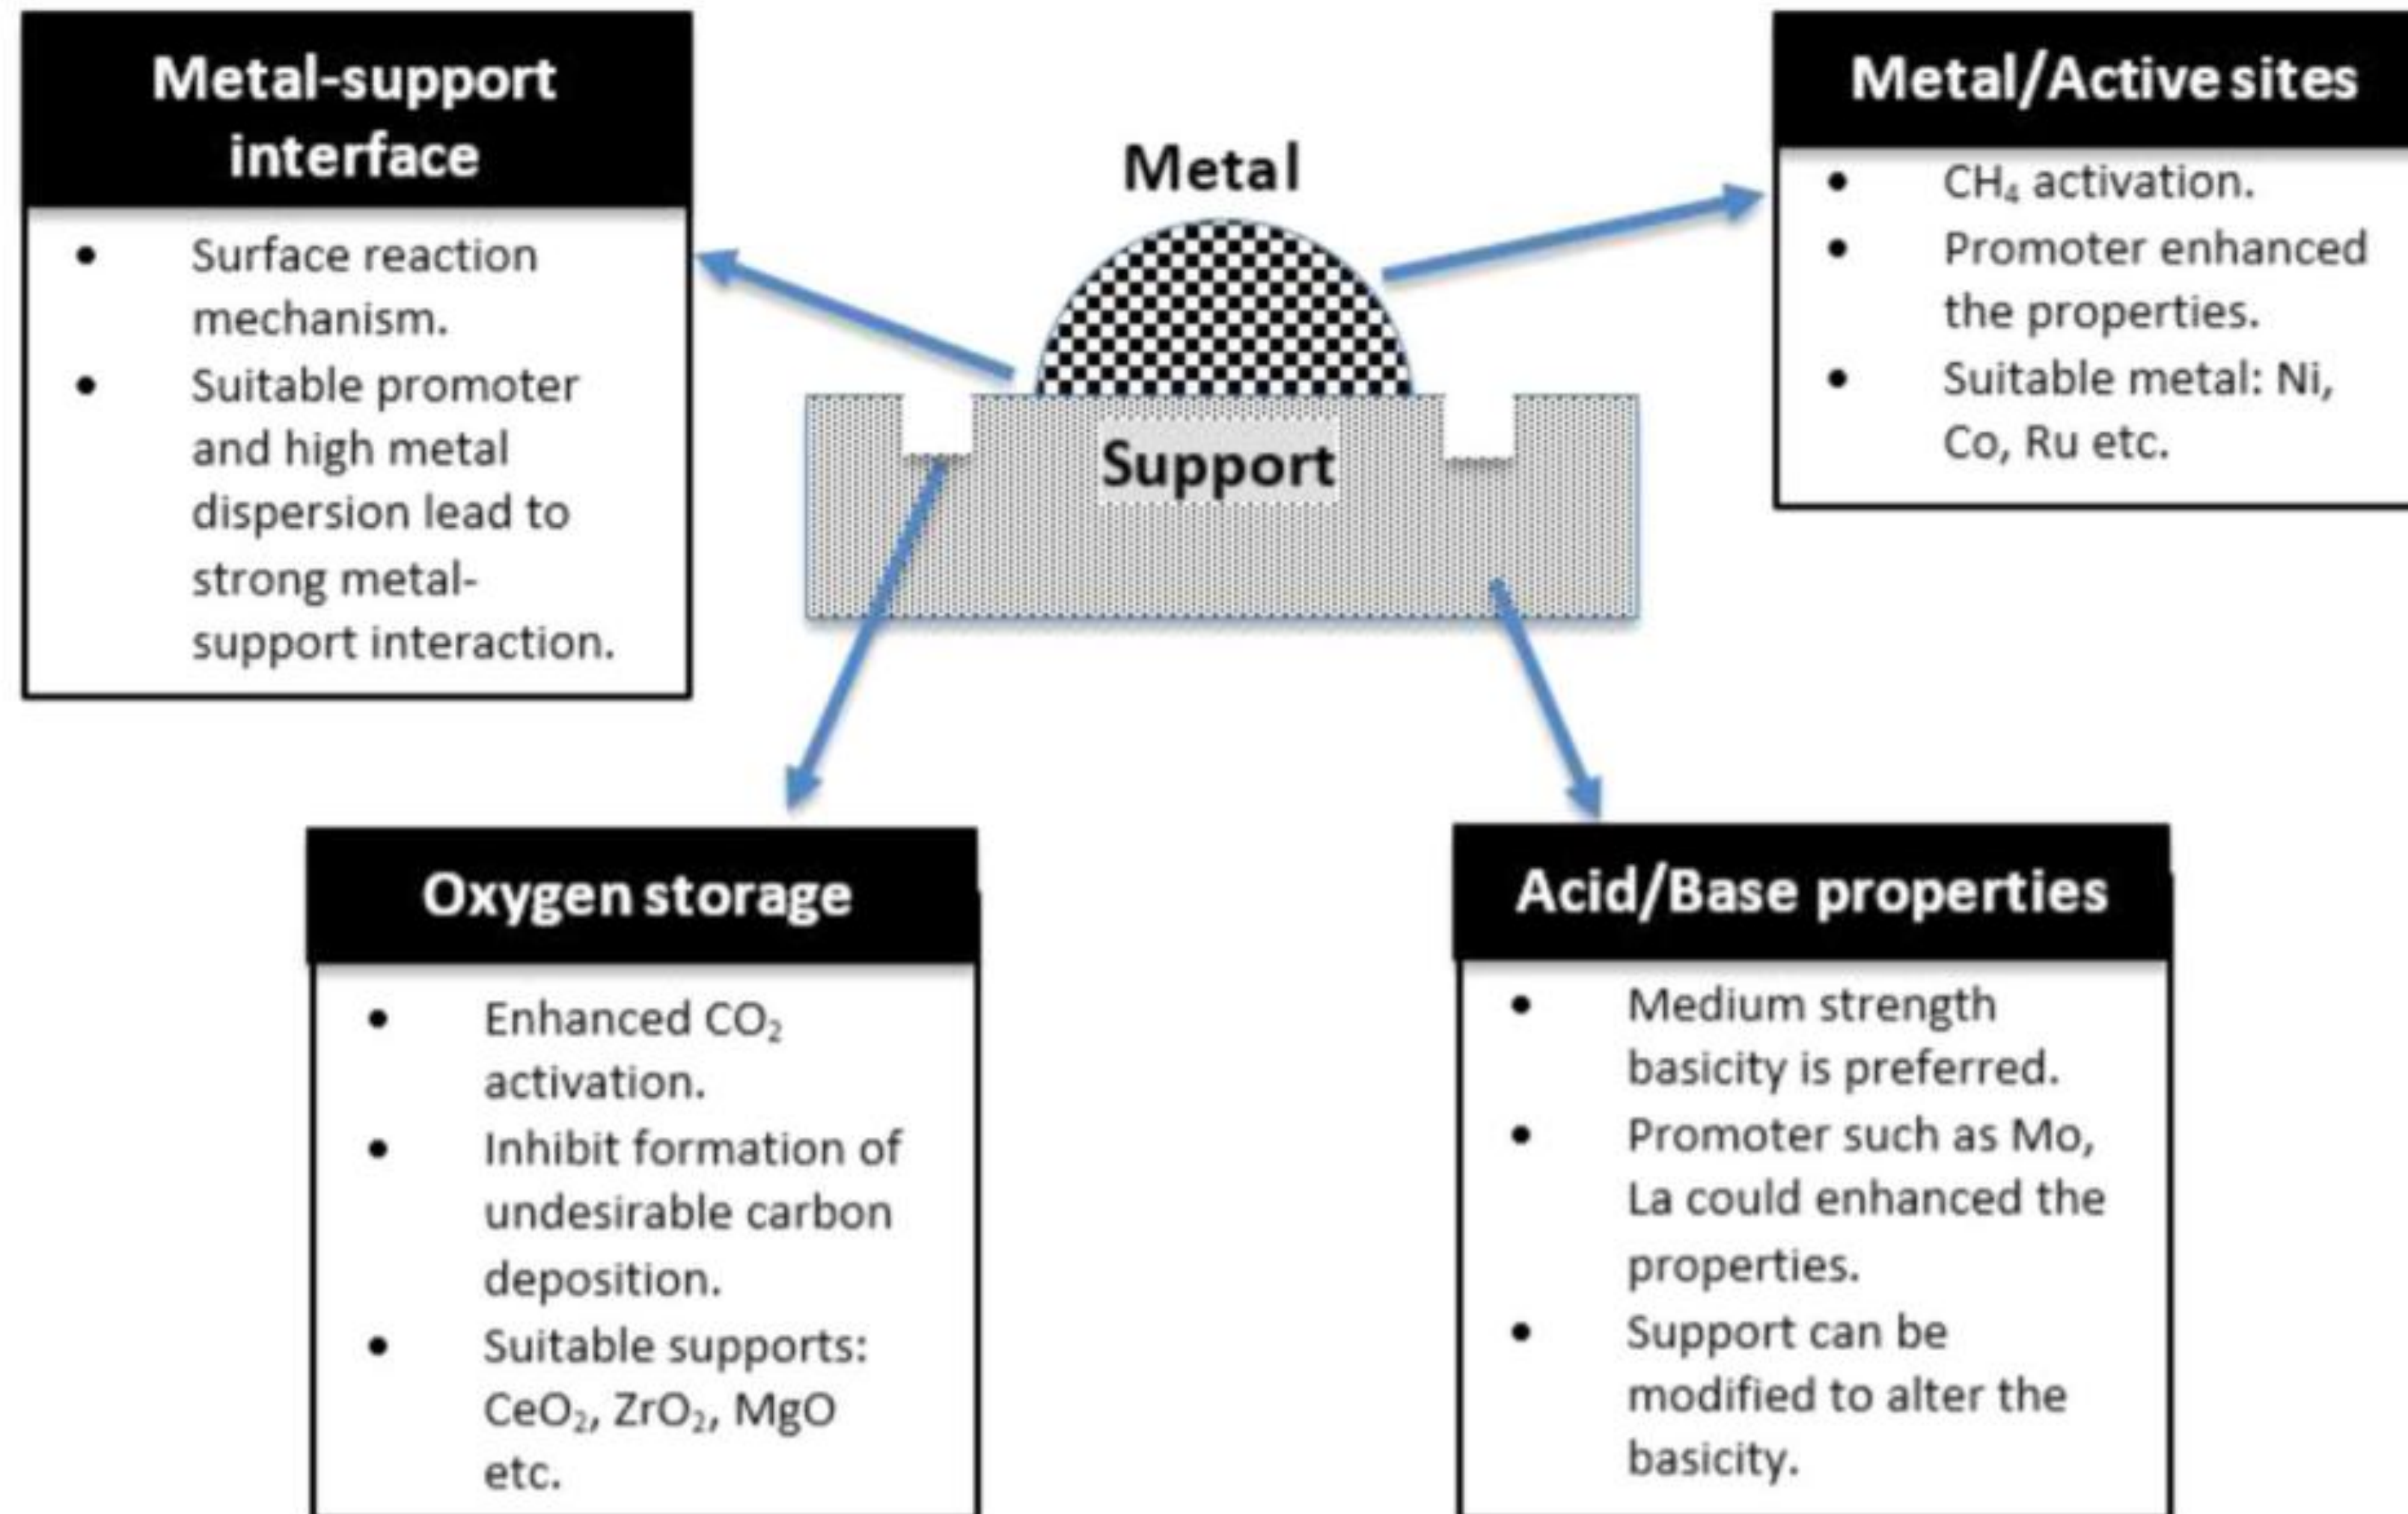 Metal-support
interface
• Surface reaction
mechanism.
• Suitable promoter
and high metal
dispersion lead to
strong metal-
support interaction.
Metal
Support
Metal/Active sites
• CH₄ activation.
• Promoter enhanced
the properties.
• Suitable metal: Ni,
Co, Ru etc.
Oxygen storage
• Enhanced CO₂
activation.
• Inhibit formation of
undesirable carbon
deposition.
• Suitable supports:
CeO₂, ZrO₂, MgO
etc.
Acid/Base properties
• Medium strength
basicity is preferred.
• Promoter such as Mo,
La could enhanced the
properties.
• Support can be
modified to alter the
basicity.